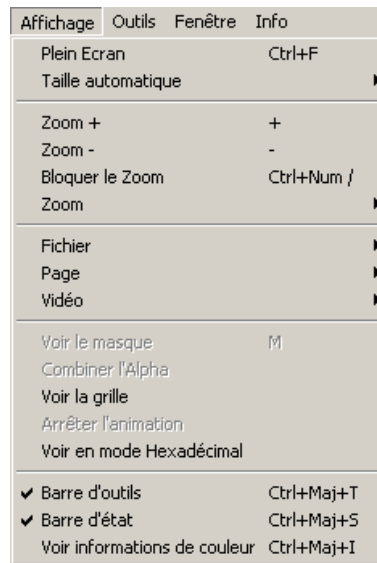 Affichage Outils Fenêtre Info
Plein Ecran Ctrl+F
Taille automatique
Zoom + +
Zoom - -
Bloquer le Zoom Ctrl+Num /
Zoom
Fichier
Page
Vidéo
Voir le masque M
Combiner l'Alpha
Voir la grille
Arrêter l'animation
Voir en mode Hexadécimal
Barre d'outils Ctrl+Maj+T
Barre d'état Ctrl+Maj+S
Voir informations de couleur Ctrl+Maj+I